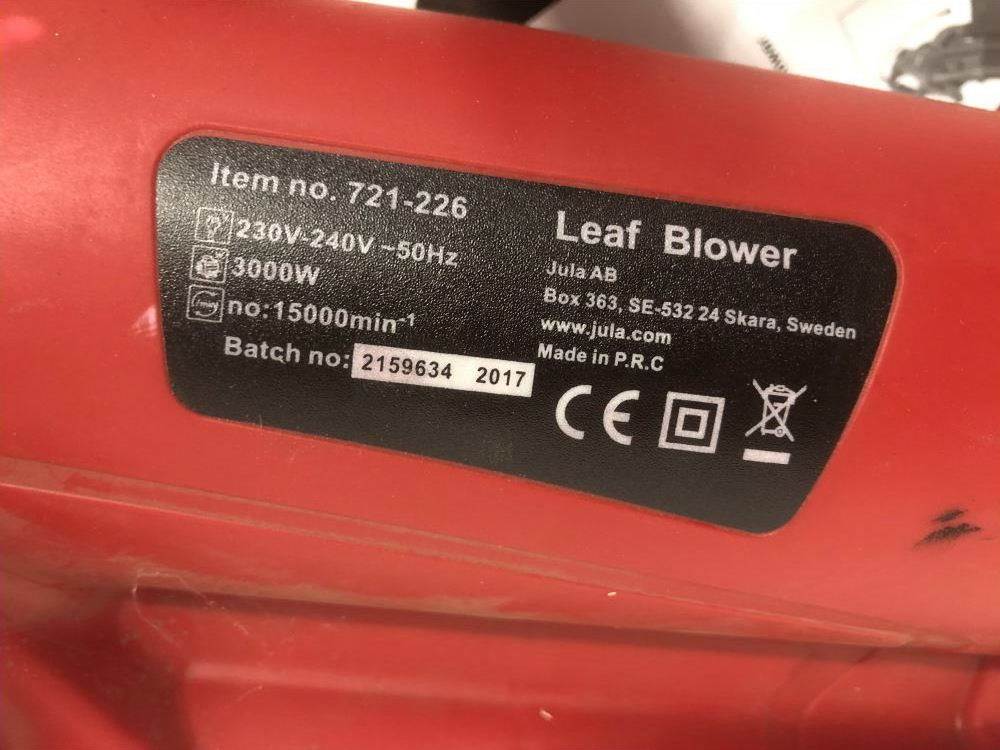 Item no. 721-226
230V-240V ~50Hz
3000W
no:15000min-1
Batch no: 2159634 2017
Leaf Blower
Jula AB
Box 363, SE-532 24 Skara, Sweden
www.jula.com
Made in P.R.C
CE